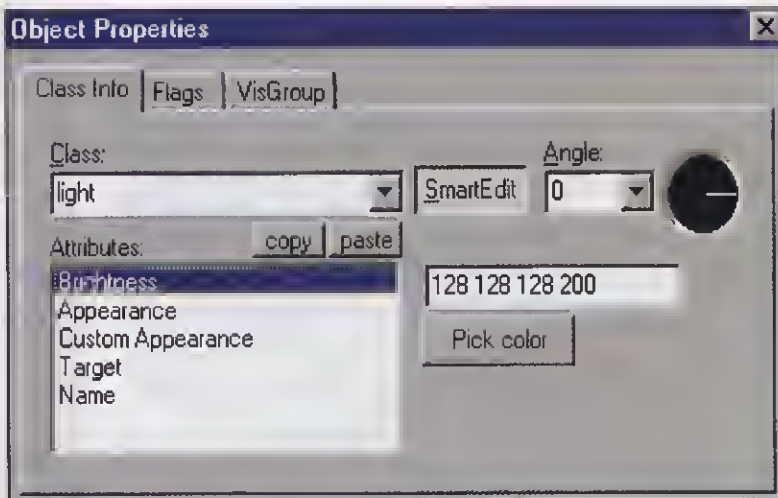 Object Properties
Class Info Flags VisGroup
Class: Angle:
light SmartEdit 0
Attributes: copy paste
Brightness 128 128 128 200
Appearance Pick color
Custom Appearance
Target
Name